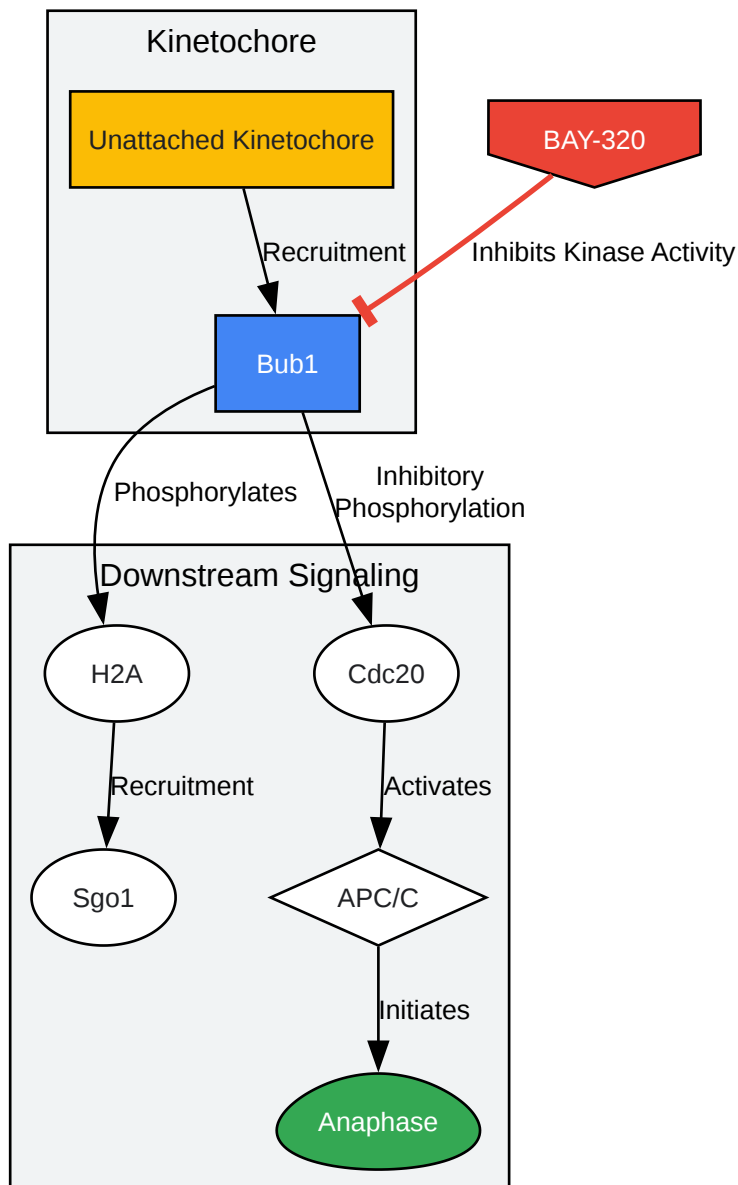 Kinetochore
Unattached Kinetochore
BAY-320
Recruitment
Inhibits Kinase Activity
Bub1
Phosphorylates
Inhibitory
Phosphorylation
Downstream Signaling
H2A
Cdc20
Recruitment
Activates
Sgo1
APC/C
Initiates
Anaphase